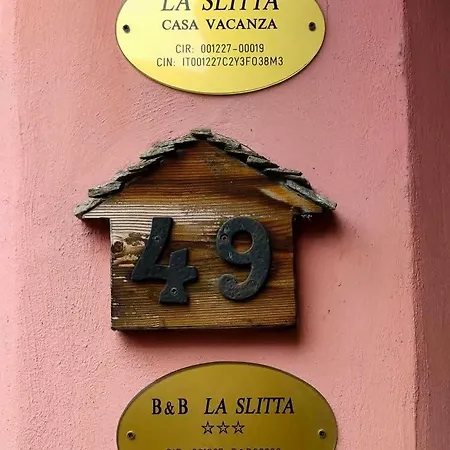 LA SLITTA
CASA VACANZA
CIR: 001227-00019
CIN: IT001227C2Y3FO38M3
49
B&B LA SLITTA
☆☆☆